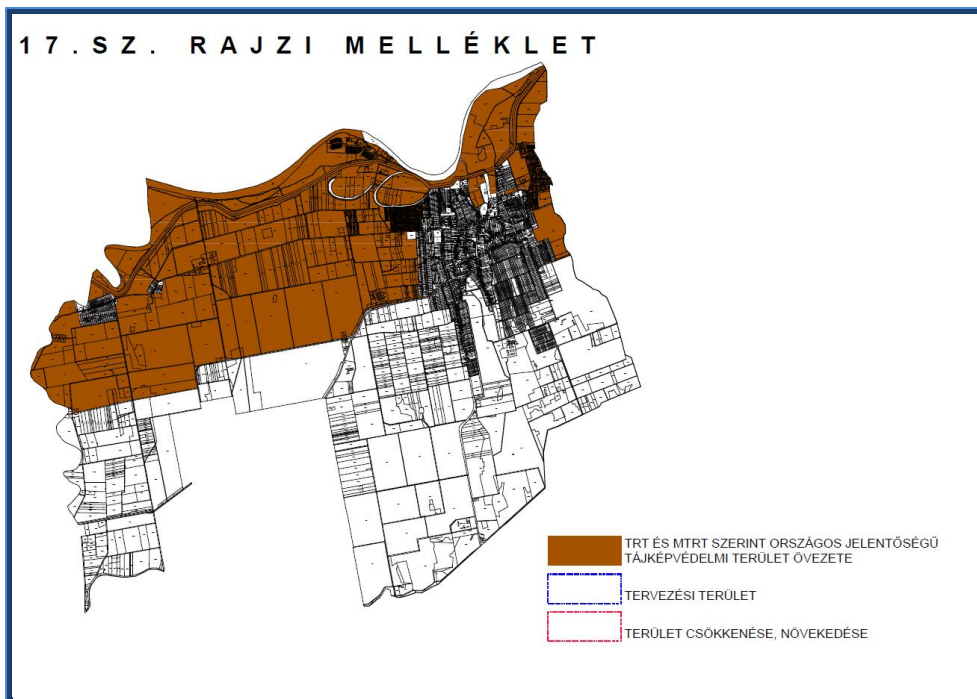 17.SZ. RAJZI MELLÉKLET
TRT ÉS MTRT SZERINT ORSZÁGOS JELENTŐSÉGŰ
TÁJKÉPVÉDELMI TERÜLET ÖVEZETE
TERVEZÉSI TERÜLET
TERÜLET CSÖKKENÉSE, NÖVEKEDÉSE